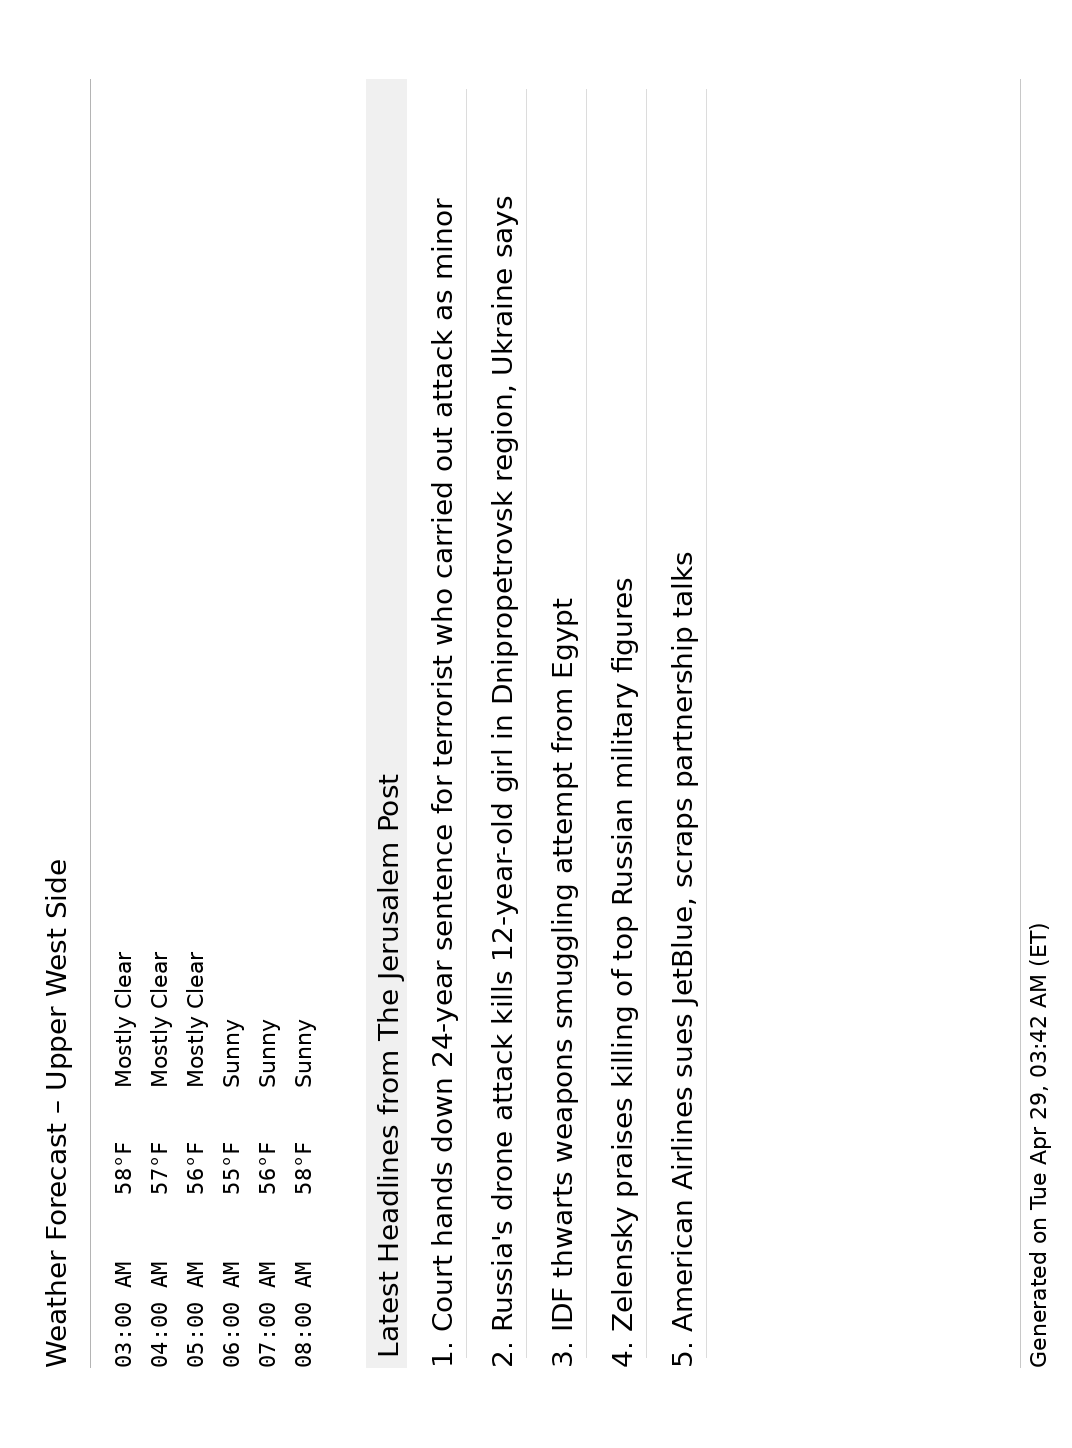 Weather Forecast – Upper West Side
03:00 AM 58°F Mostly Clear
04:00 AM 57°F Mostly Clear
05:00 AM 56°F Mostly Clear
06:00 AM 55°F Sunny
07:00 AM 56°F Sunny
08:00 AM 58°F Sunny
Latest Headlines from The Jerusalem Post
1. Court hands down 24-year sentence for terrorist who carried out attack as minor
2. Russia's drone attack kills 12-year-old girl in Dnipropetrovsk region, Ukraine says
3. IDF thwarts weapons smuggling attempt from Egypt
4. Zelensky praises killing of top Russian military figures
5. American Airlines sues JetBlue, scraps partnership talks
Generated on Tue Apr 29, 03:42 AM (ET)